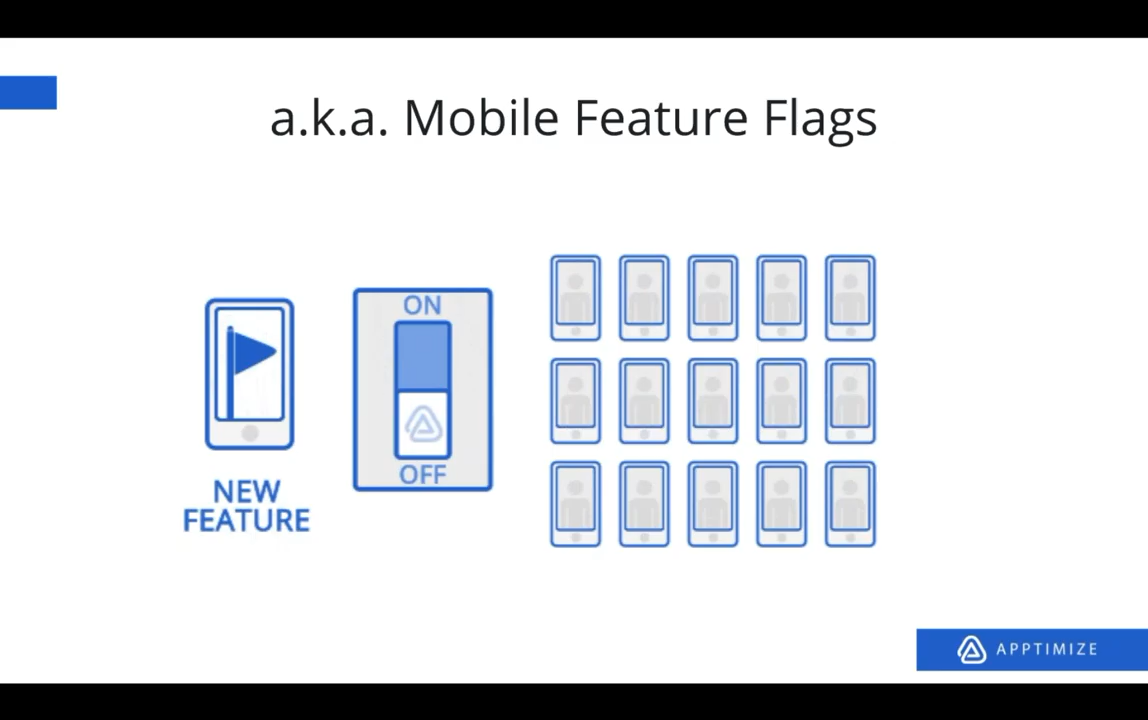 a.k.a. Mobile Feature Flags
ON
OFF
NEW
FEATURE
APPTIMIZE